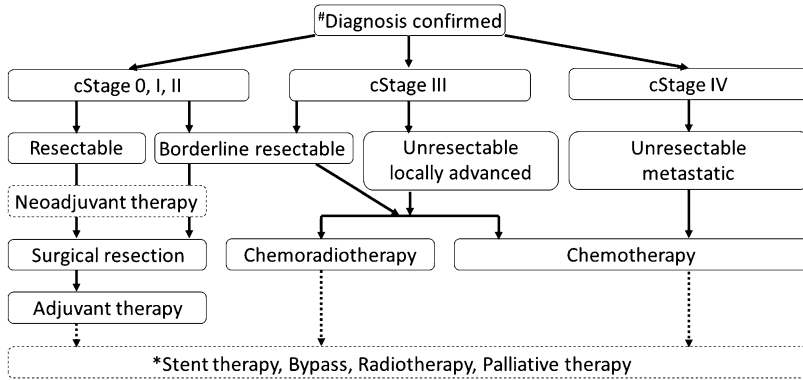 #Diagnosis confirmed
cStage 0, I, II
cStage III
cStage IV
Resectable
Borderline resectable
Unresectable
locally advanced
Unresectable
metastatic
Neoadjuvant therapy
Surgical resection
Chemoradiotherapy
Chemotherapy
Adjuvant therapy
*Stent therapy, Bypass, Radiotherapy, Palliative therapy